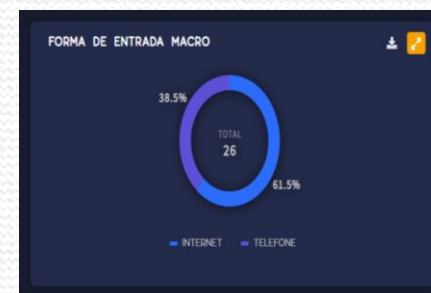 FORMA DE ENTRADA MACRO
38.5%
TOTAL
26
61.5%
INTERNET TELEFONE